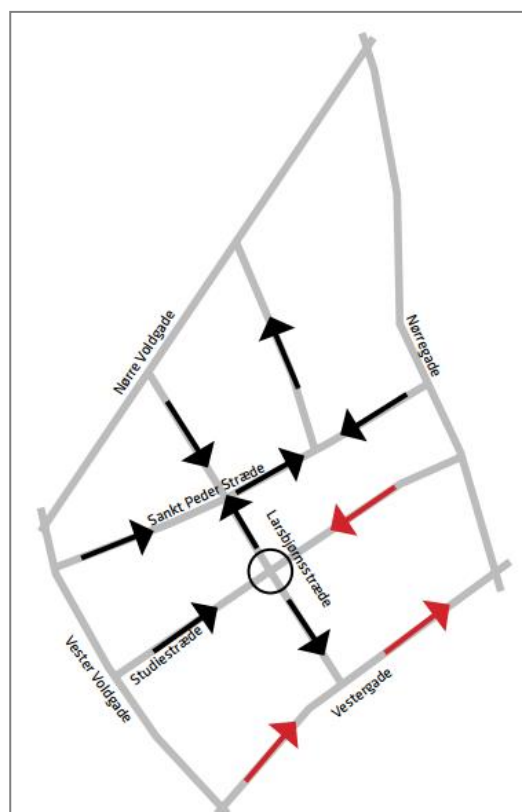 Nørre Voldgade
Nørregade
Sankt Peder Stræde
Larsbjørnsstræde
Studiestræde
Vester Voldgade
Vestergade